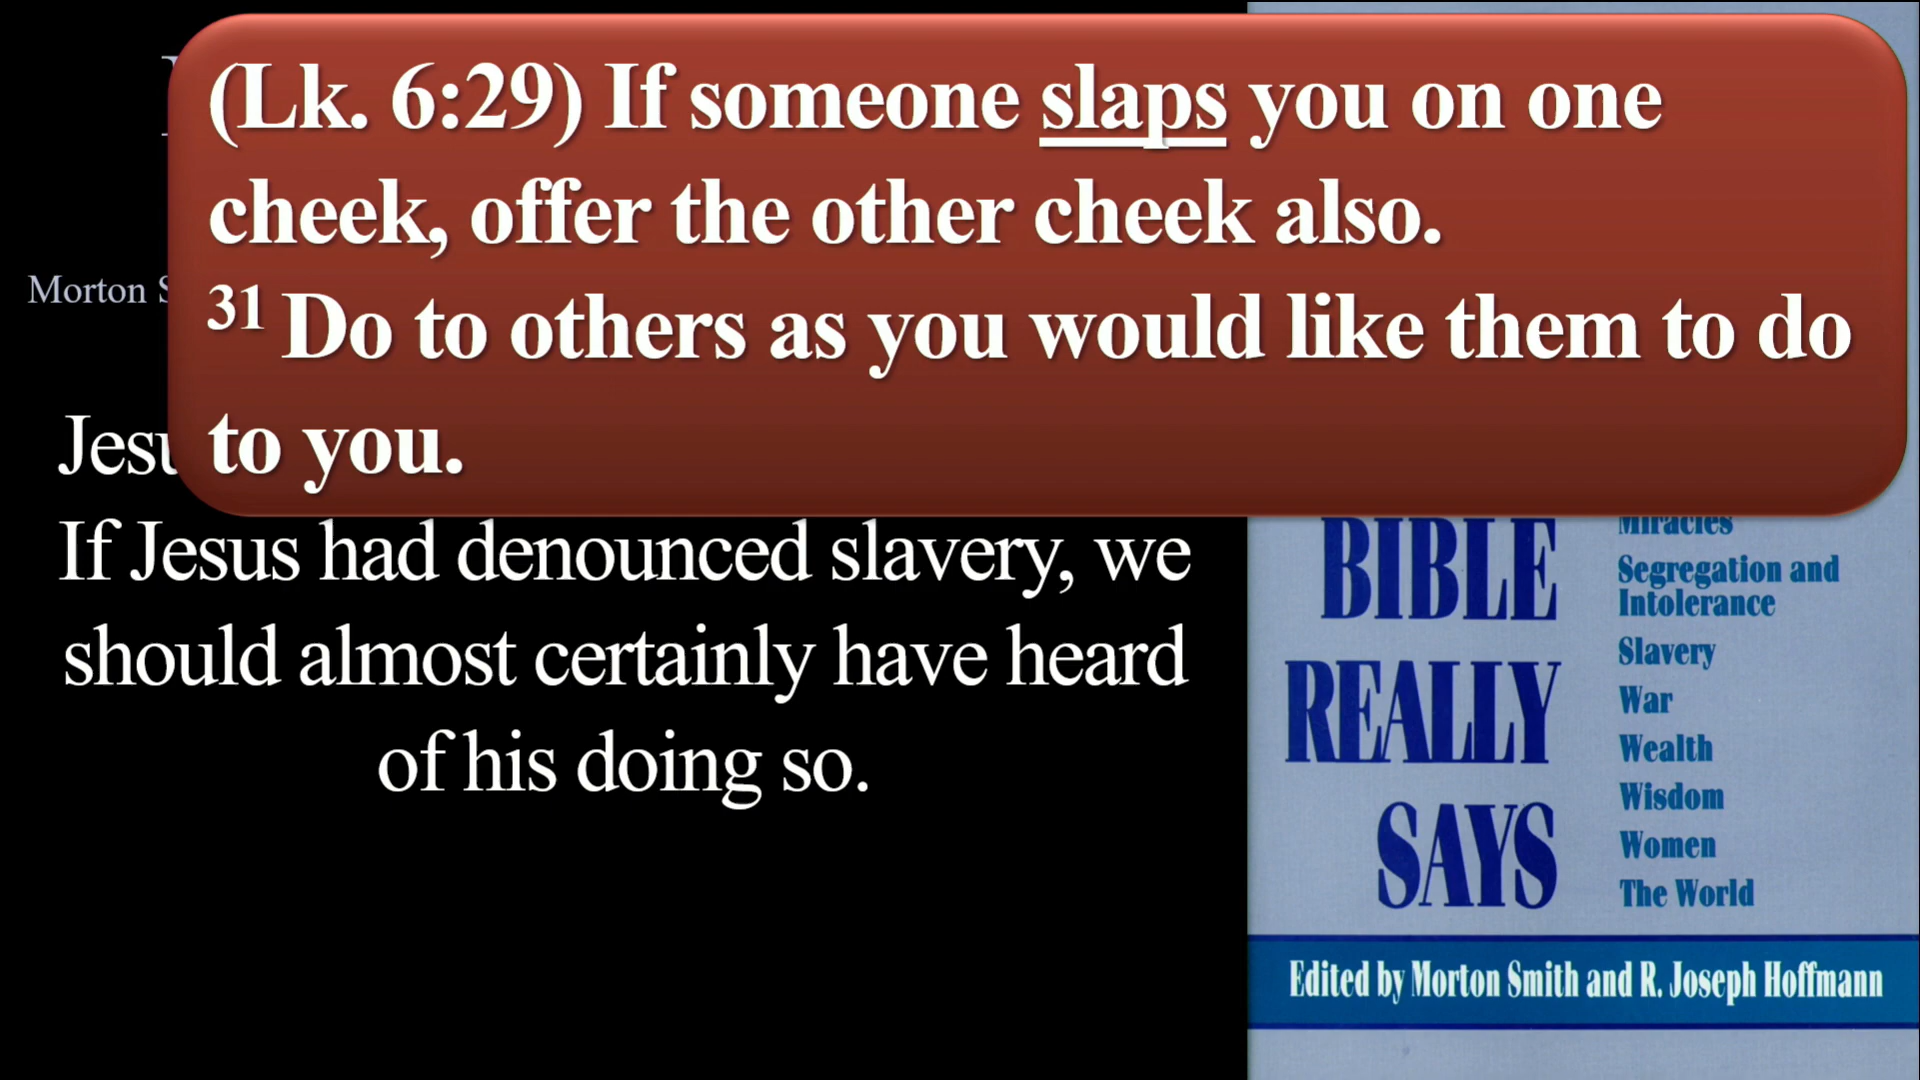 (Lk. 6:29) If someone slaps you on one
cheek, offer the other cheek also.
31 Do to others as you would like them to do
to you.
Morton
If Jesus had denounced slavery, we
should almost certainly have heard
of his doing so.
BIBLE
REALLY
SAYS
Miracles
Segregation and
Intolerance
Slavery
War
Wealth
Wisdom
Women
The World
Edited by Morton Smith and R. Joseph Hoffmann